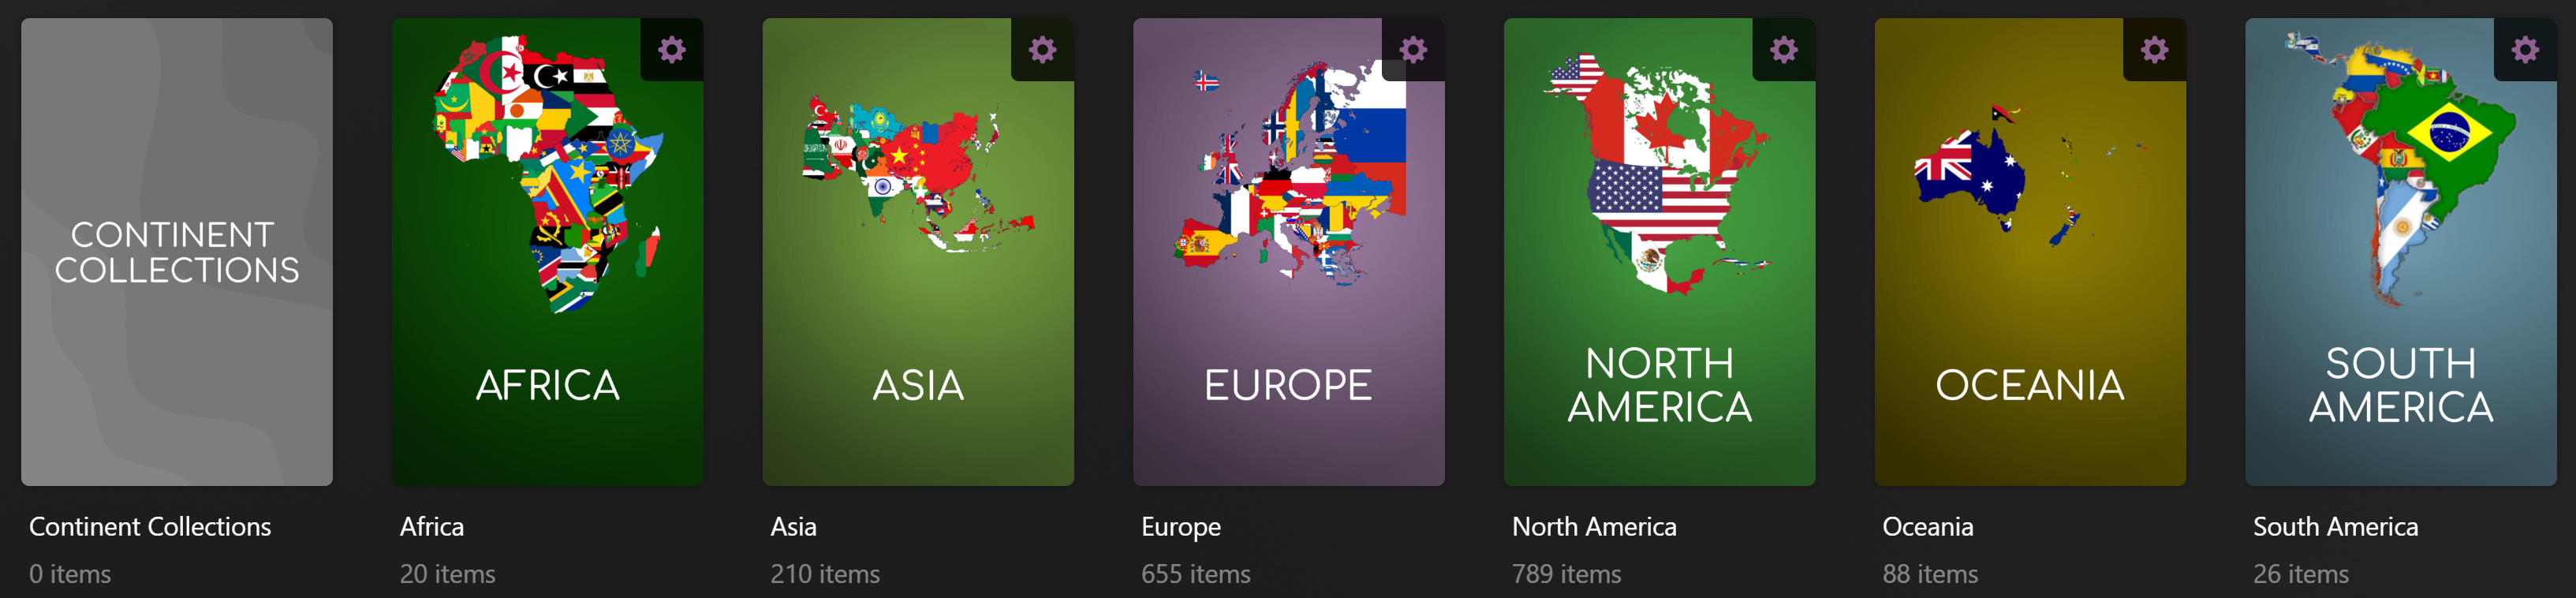 CONTINENT
COLLECTIONS
Continent Collections
0 items
AFRICA
Africa
20 items
ASIA
Asia
210 items
EUROPE
Europe
655 items
NORTH
AMERICA
North America
789 items
OCEANIA
Oceania
88 items
SOUTH
AMERICA
South America
26 items